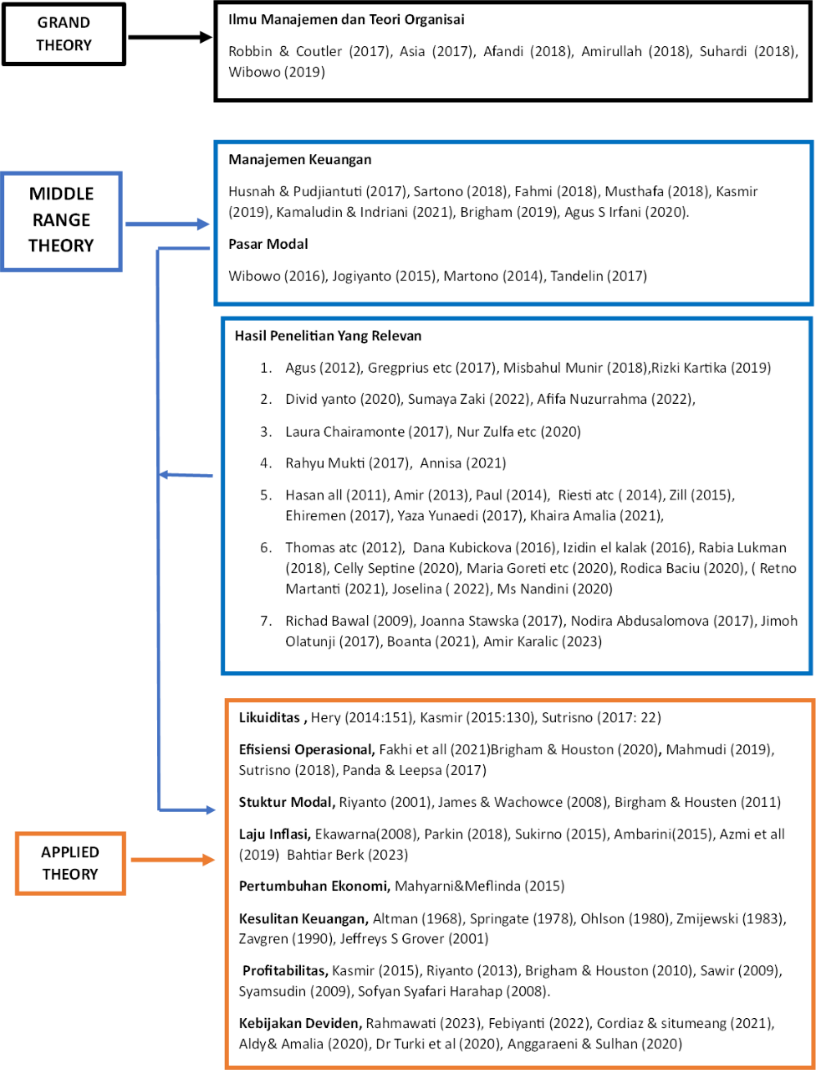 GRAND
THEORY
Ilmu Manajemen dan Teori Organisai
Robbin & Coutler (2017), Asia (2017), Afandi (2018), Amirullah (2018), Suhardi (2018),
Wibowo (2019)
MIDDLE
RANGE
THEORY
Manajemen Keuangan
Husnah & Pudjiantuti (2017), Sartono (2018), Fahmi (2018), Musthafa (2018), Kasmir
(2019), Kamaludin & Indriani (2021), Brigham (2019), Agus S Irfani (2020).
Pasar Modal
Wibowo (2016), Jogiyanto (2015), Martono (2014), Tandelin (2017)
Hasil Penelitian Yang Relevan
1. Agus (2012), Gregprius etc (2017), Misbahul Munir (2018),Rizki Kartika (2019)
2. Divid yanto (2020), Sumaya Zaki (2022), Afifa Nuzurrahma (2022),
3. Laura Chairamonte (2017), Nur Zulfa etc (2020)
4. Rahyu Mukti (2017), Annisa (2021)
5. Hasan all (2011), Amir (2013), Paul (2014), Riesti atc ( 2014), Zill (2015),
Ehiremen (2017), Yaza Yunaedi (2017), Khaira Amalia (2021),
6. Thomas atc (2012), Dana Kubickova (2016), Izidin el kalak (2016), Rabia Lukman
(2018), Celly Septine (2020), Maria Goreti etc (2020), Rodica Baciu (2020), ( Retno
Martanti (2021), Joselina ( 2022), Ms Nandini (2020)
7. Richad Bawal (2009), Joanna Stawska (2017), Nodira Abdusalomova (2017), Jimoh
Olatunji (2017), Boanta (2021), Amir Karalic (2023)
APPLIED
THEORY
Likuiditas , Hery (2014:151), Kasmir (2015:130), Sutrisno (2017: 22)
Efisiensi Operasional, Fakhi et all (2021)Brigham & Houston (2020), Mahmudi (2019),
Sutrisno (2018), Panda & Leepsa (2017)
Stuktur Modal, Riyanto (2001), James & Wachowce (2008), Birgham & Housten (2011)
Laju Inflasi, Ekawarna(2008), Parkin (2018), Sukirno (2015), Ambarini(2015), Azmi et all
(2019) Bahtiar Berk (2023)
Pertumbuhan Ekonomi, Mahyarni&Meflinda (2015)
Kesulitan Keuangan, Altman (1968), Springate (1978), Ohlson (1980), Zmijewski (1983),
Zavgren (1990), Jeffreys S Grover (2001)
Profitabilitas, Kasmir (2015), Riyanto (2013), Brigham & Houston (2010), Sawir (2009),
Syamsudin (2009), Sofyan Syafari Harahap (2008).
Kebijakan Deviden, Rahmawati (2023), Febiyanti (2022), Cordiaz & situmeang (2021),
Aldy& Amalia (2020), Dr Turki et al (2020), Anggaraeni & Sulhan (2020)